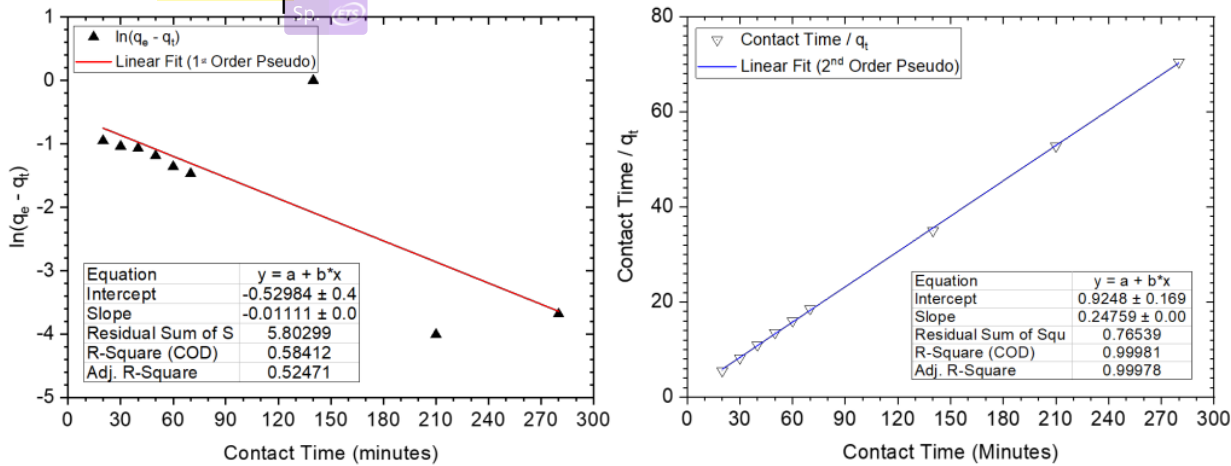 Sp ETS
1
0
-1
-2
-3
-4
-5
ln(qₑ - qₜ)
ln(qₑ - qₜ)
Linear Fit (1ˢᵗ Order Pseudo)
Equation y = a + b*x
Intercept -0.52984 ± 0.4
Slope -0.01111 ± 0.0
Residual Sum of S 5.80299
R-Square (COD) 0.58412
Adj. R-Square 0.52471
0 30 60 90 120 150 180 210 240 270 300
Contact Time (minutes)
80
60
40
20
0
Contact Time / qₜ
Contact Time / qₜ
Linear Fit (2ⁿᵈ Order Pseudo)
Equation y = a + b*x
Intercept 0.9248 ± 0.169
Slope 0.24759 ± 0.00
Residual Sum of Squ 0.76539
R-Square (COD) 0.99981
Adj. R-Square 0.99978
0 30 60 90 120 150 180 210 240 270 300
Contact Time (Minutes)